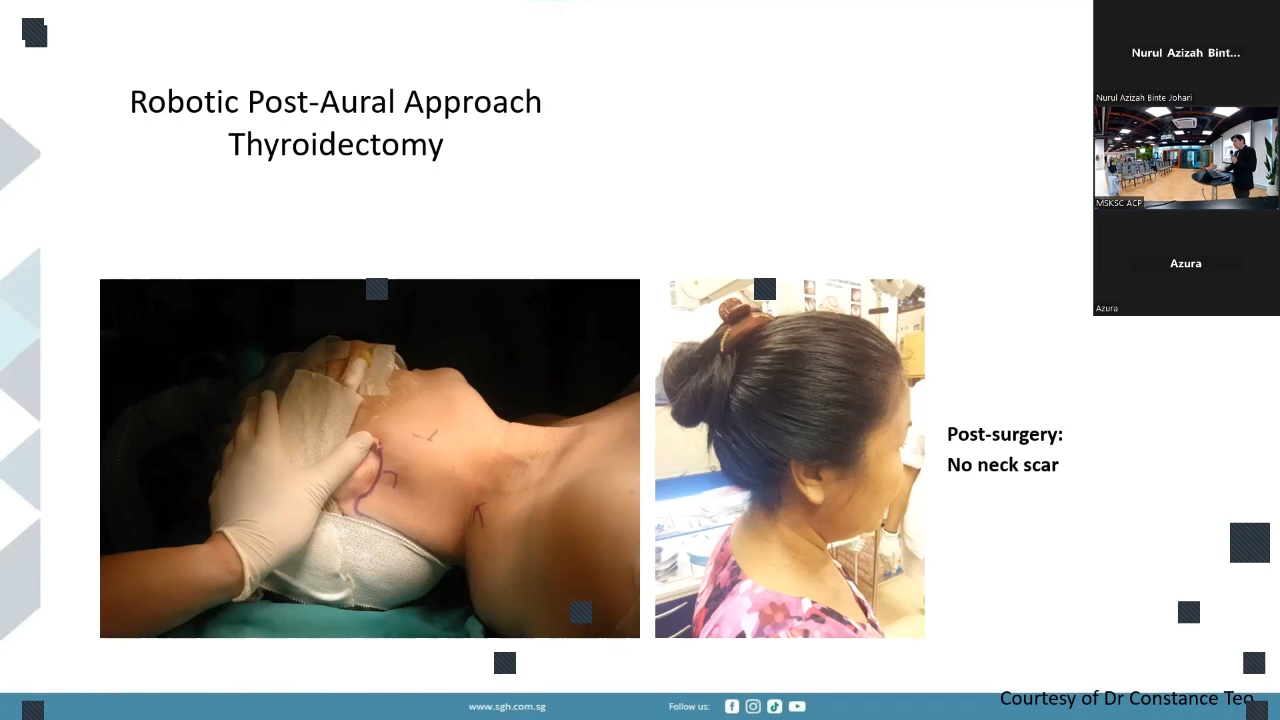 Robotic Post-Aural Approach
Thyroidectomy
Post-surgery:
No neck scar
Nurul Azizah Bint...
Nurul Azizah Binte Johari
MSKSC ACP
Azura
Azura
www.sgh.com.sg
Follow us:
Courtesy of Dr Constance Teo